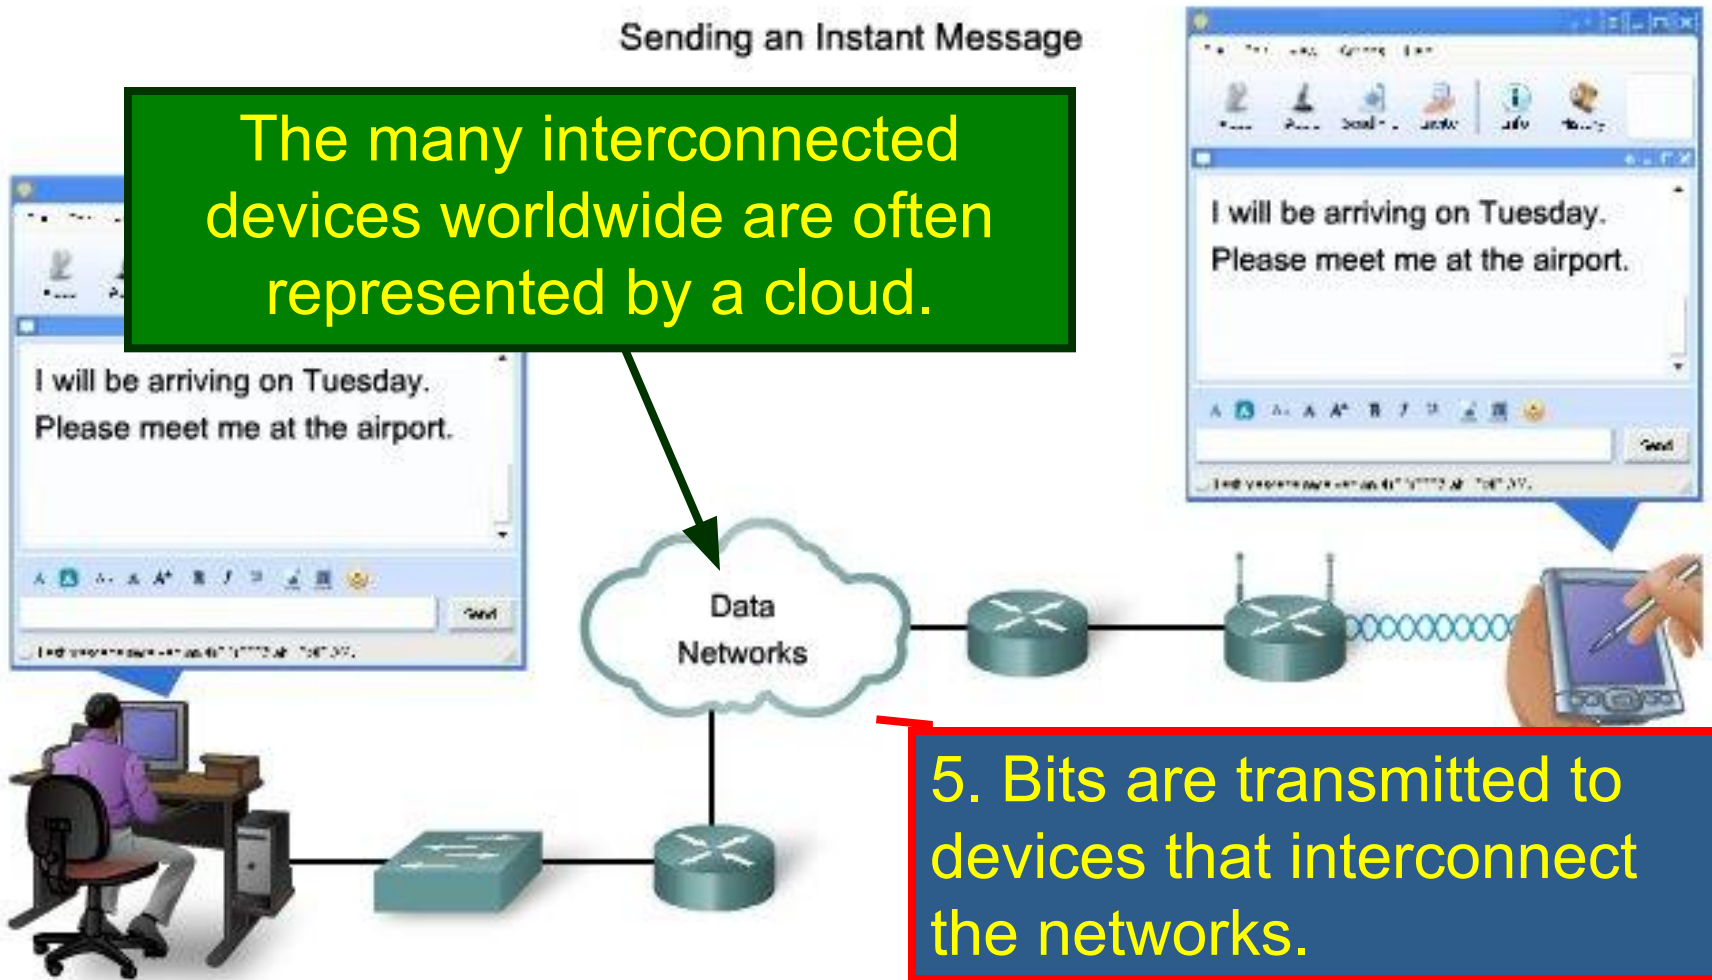 Sending an Instant Message
The many interconnected
devices worldwide are often
represented by a cloud.
I will be arriving on Tuesday.
Please meet me at the airport.
Send
I will be arriving on Tuesday.
Please meet me at the airport.
Send
Data
Networks
5. Bits are transmitted to
devices that interconnect
the networks.